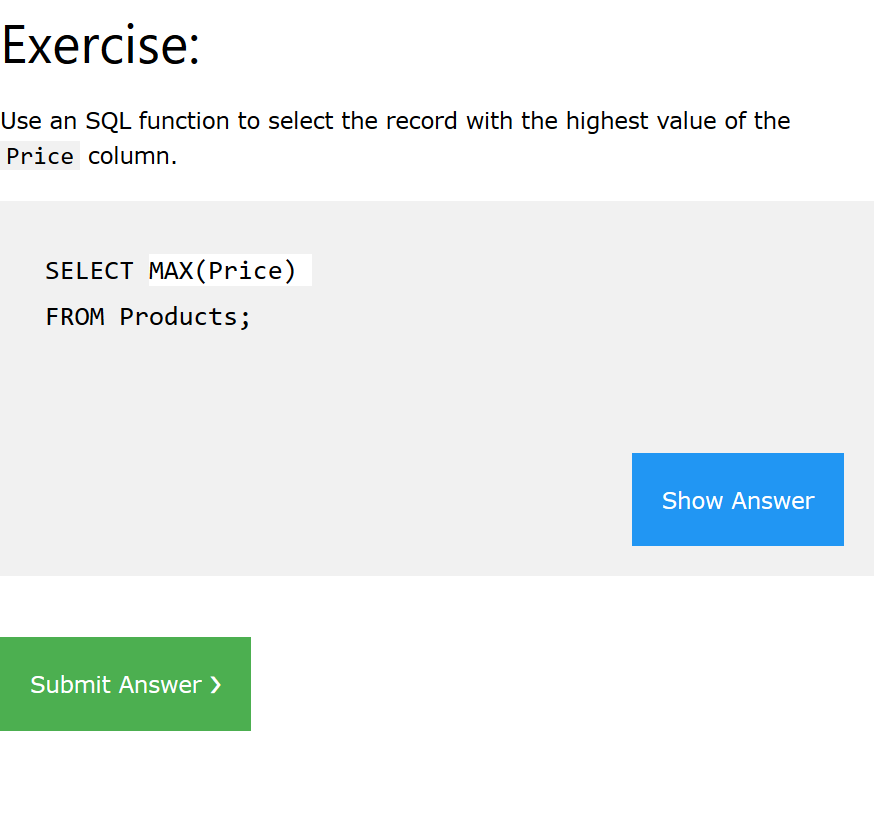 Exercise:
Use an SQL function to select the record with the highest value of the
Price column.
SELECT MAX(Price)
FROM Products;
Show Answer
Submit Answer ❯